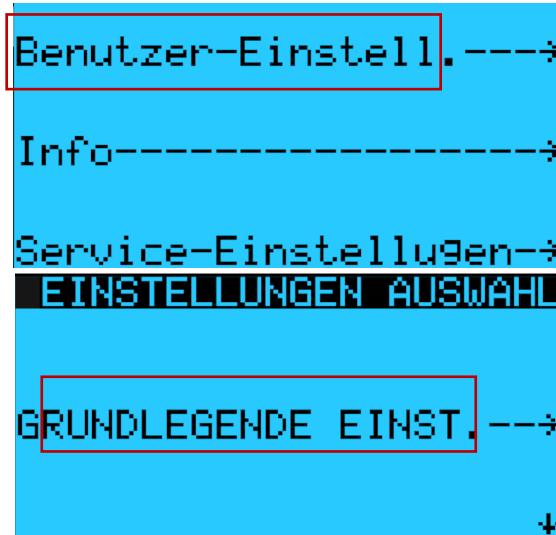 Benutzer-Einstell.--->
Info------------------>
Service-Einstellugen->
EINSTELLUNGEN AUSWAHL
GRUNDLEGENDE EINST.-->
↓